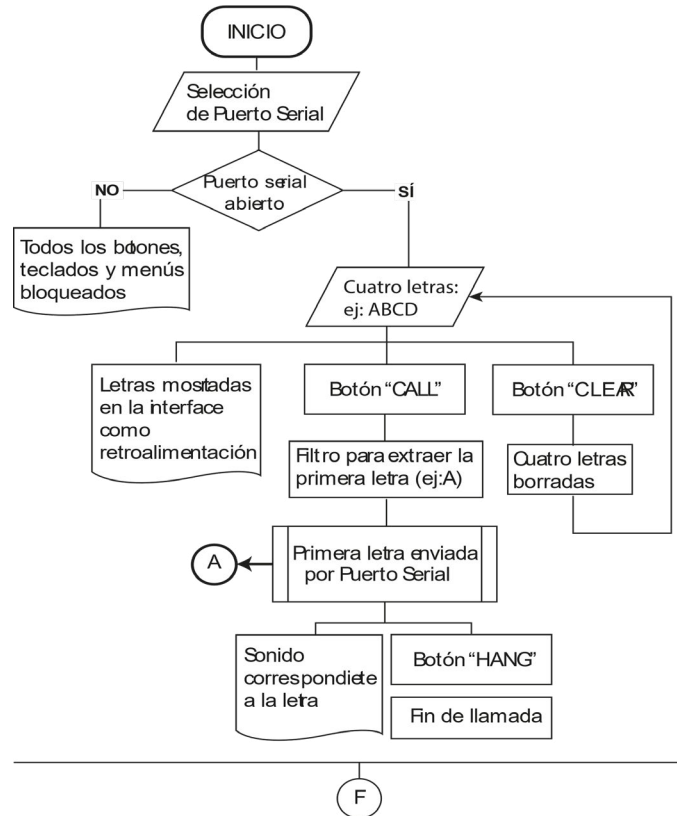 INICIO
Selección
de Puerto Serial
Puerto serial
abierto
NO
SÍ
Todos los botones,
teclados y menús
bloqueados
Cuatro letras:
ej: ABCD
Letras mostadas
en la interface
como
retroalimentación
Botón “CALL”
Botón “CLEAR”
Filtro para extraer la
primera letra (ej:A)
Cuatro letras
borradas
A
Primera letra enviada
por Puerto Serial
Sonido
correspondiete
a la letra
Botón “HANG”
Fin de llamada
F